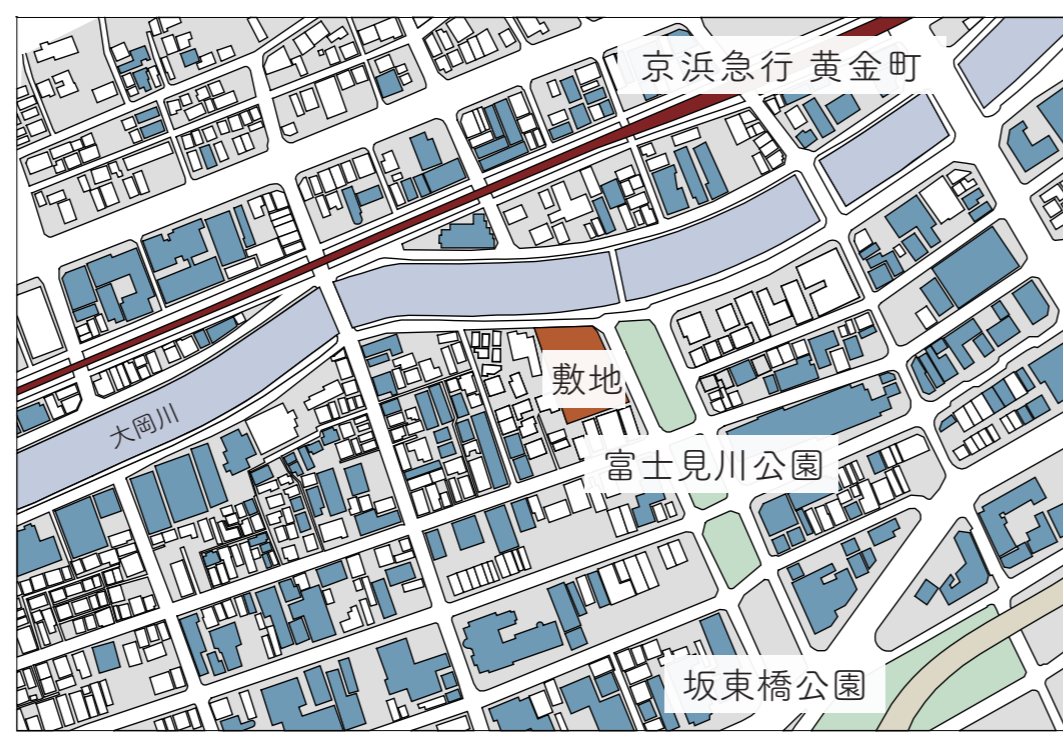 京浜急行 黄金町
敷地
大岡川
富士見川公園
坂東橋公園